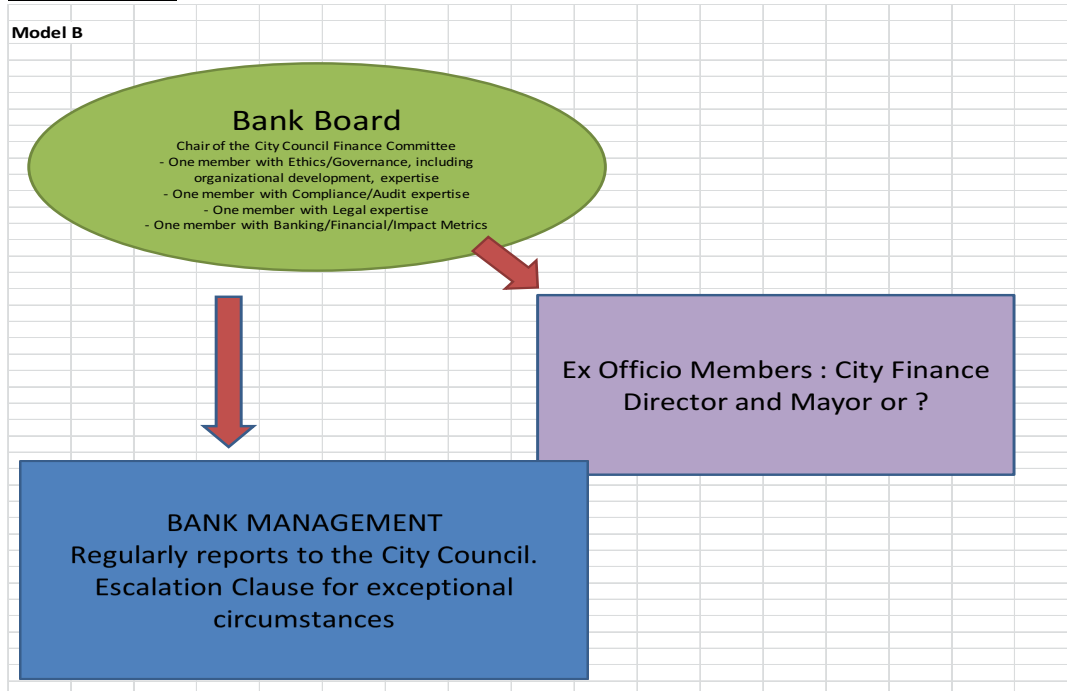 Model B
Bank Board
Chair of the City Council Finance Committee
- One member with Ethics/Governance, including
organizational development, expertise
- One member with Compliance/Audit expertise
- One member with Legal expertise
- One member with Banking/Financial/Impact Metrics
Ex Officio Members : City Finance
Director and Mayor or ?
BANK MANAGEMENT
Regularly reports to the City Council.
Escalation Clause for exceptional
circumstances